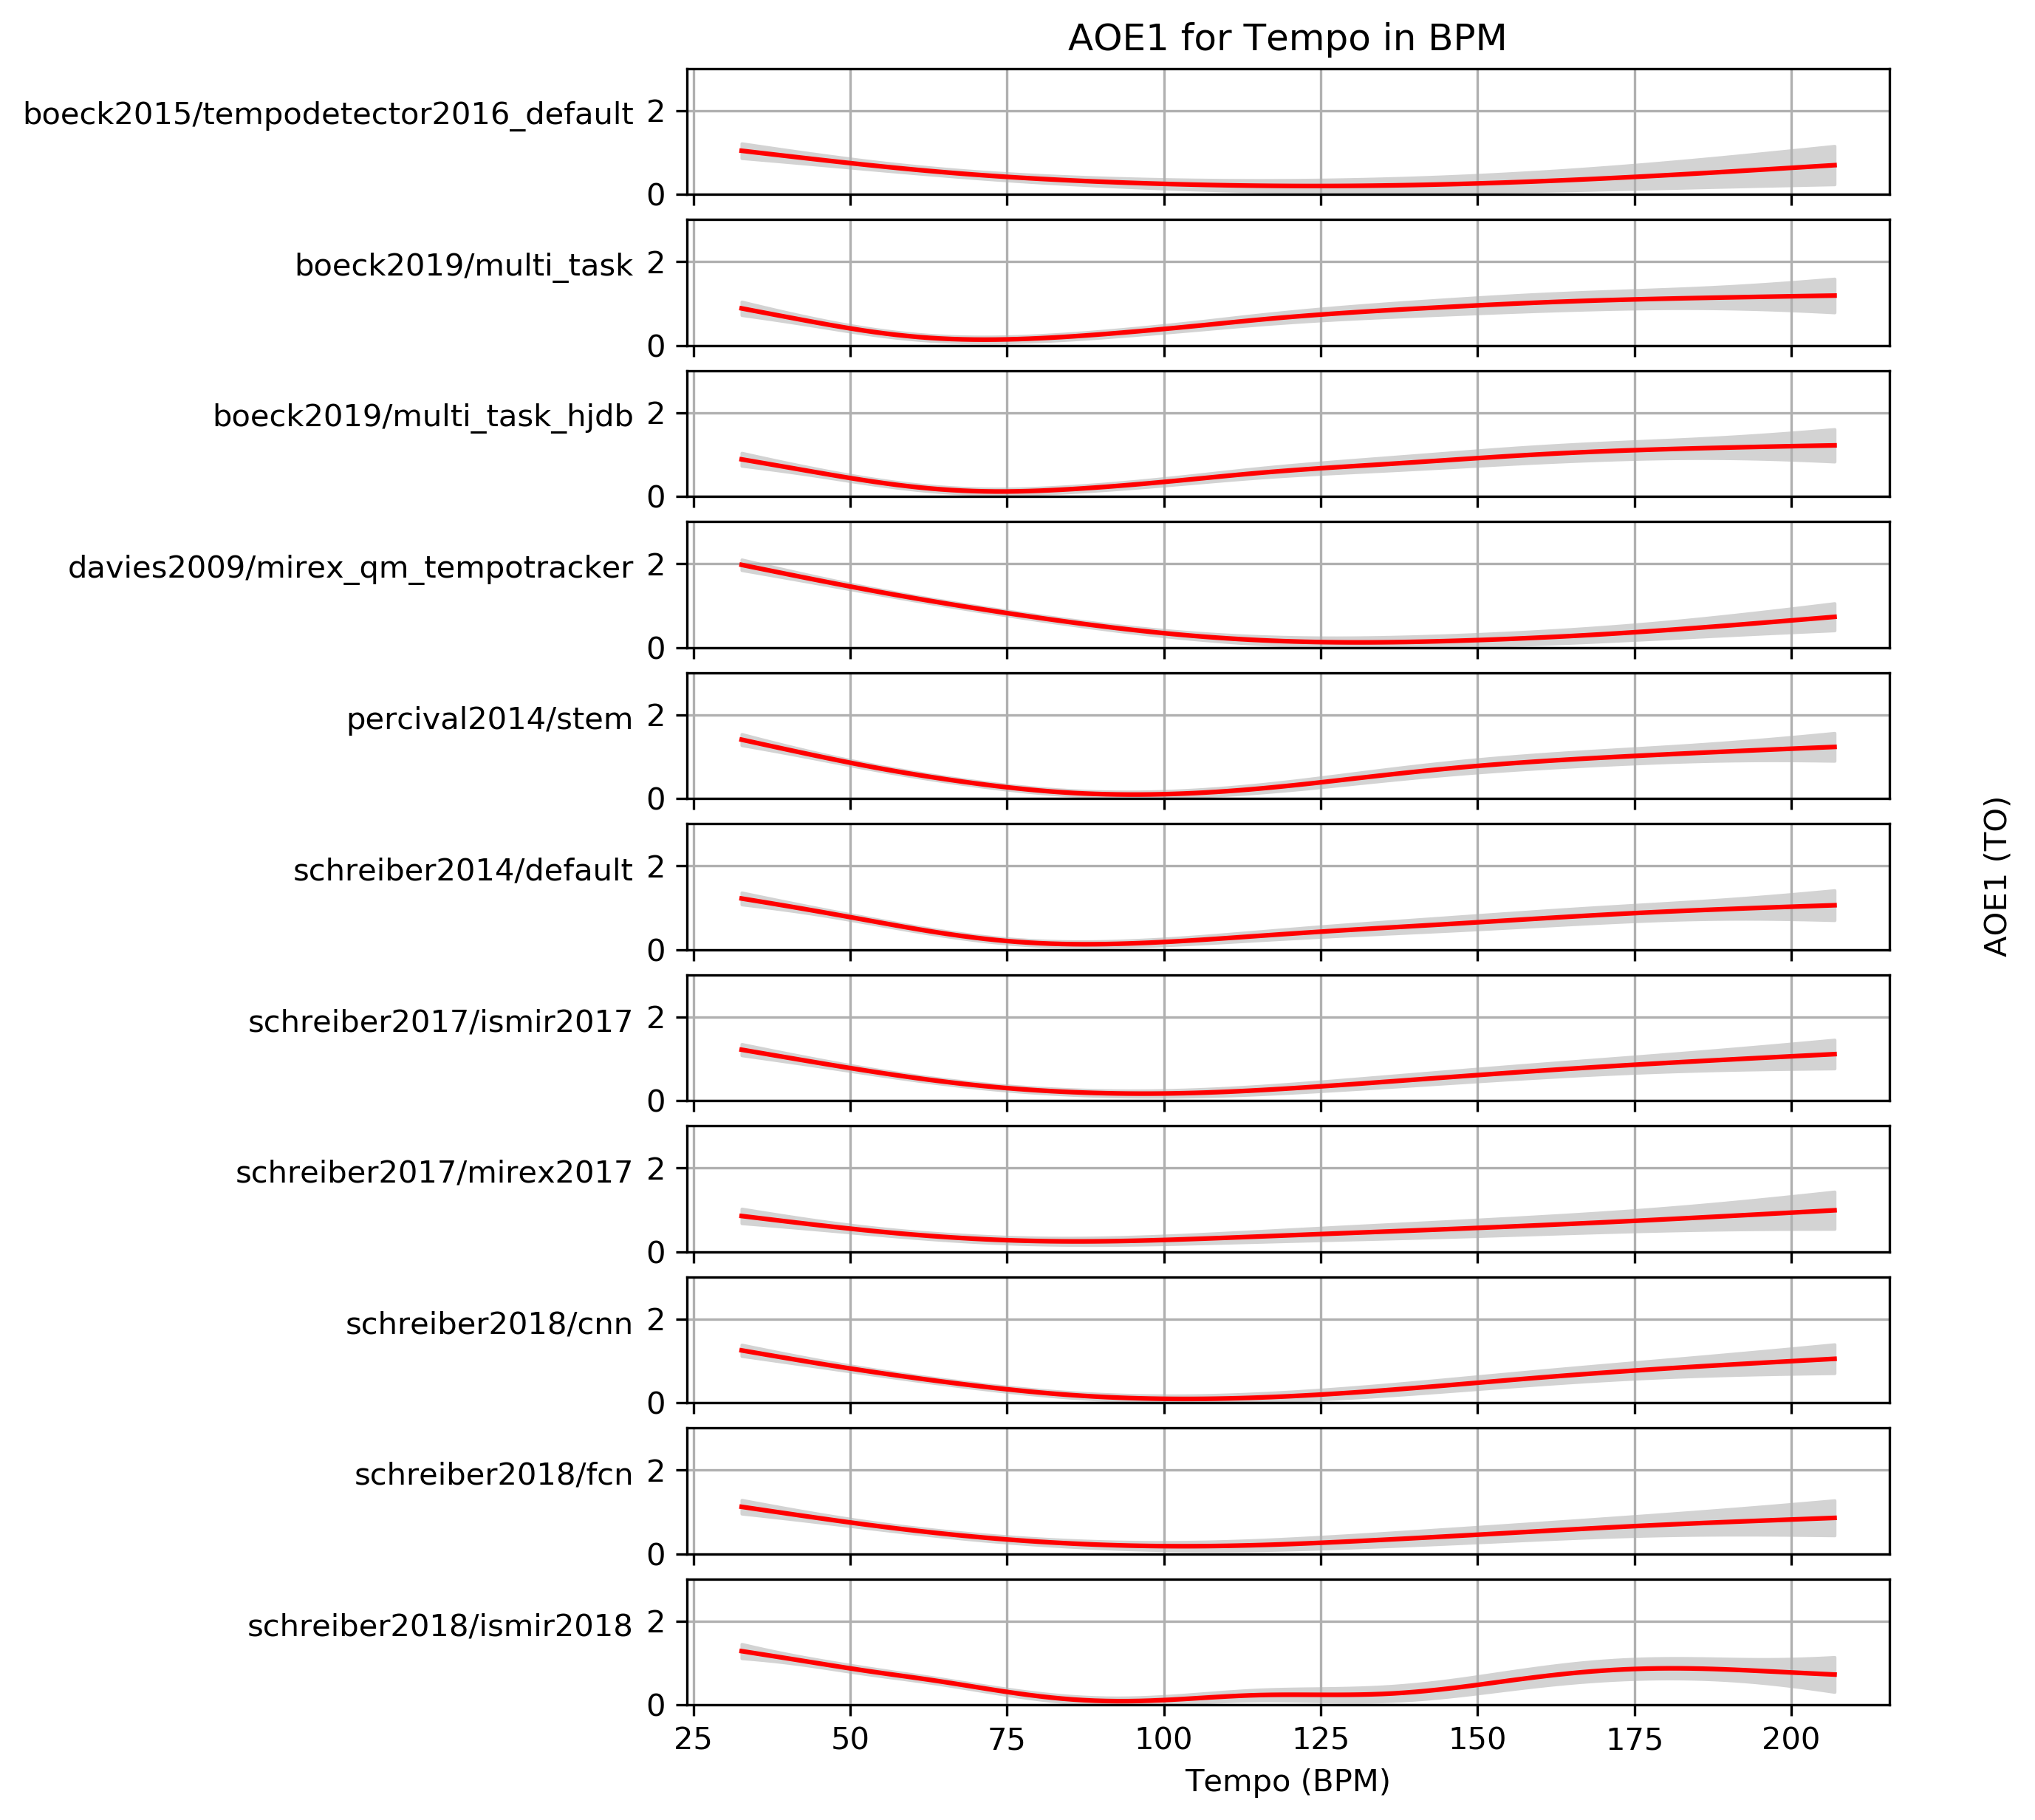 AOE1 for Tempo in BPM
boeck2015/tempodetector2016_default
2
0
boeck2019/multi_task
2
0
boeck2019/multi_task_hjdb
2
0
davies2009/mirex_qm_tempotracker
2
0
percival2014/stem
2
0
schreiber2014/default
2
0
schreiber2017/ismir2017
2
0
schreiber2017/mirex2017
2
0
schreiber2018/cnn
2
0
schreiber2018/fcn
2
0
schreiber2018/ismir2018
2
0
25 50 75 100 125 150 175 200
Tempo (BPM)
AOE1 (TO)